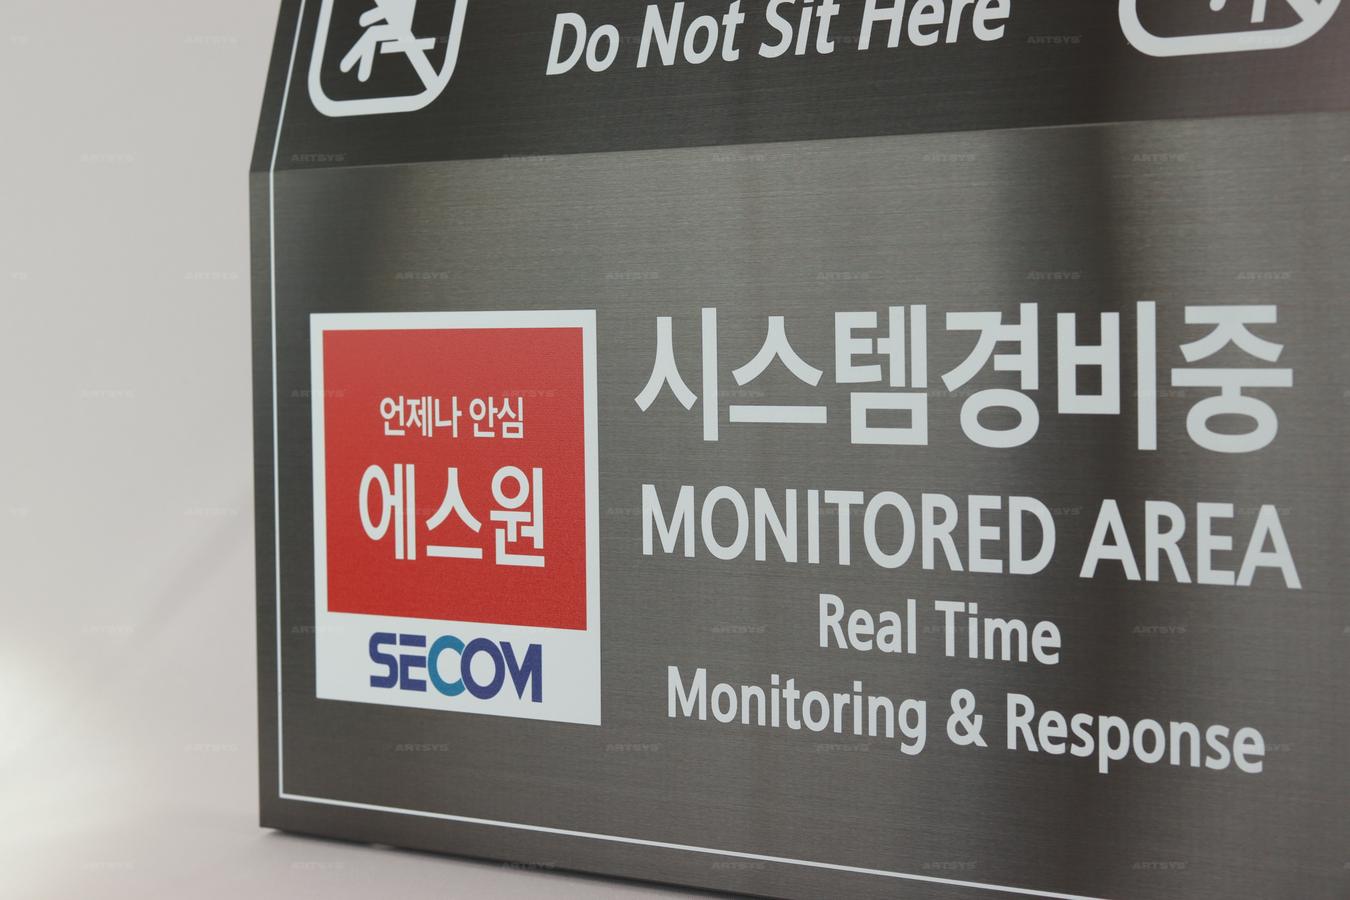 Do Not Sit Here
시스템경비중
언제나 안심
에스원
SECOM
MONITORED AREA
Real Time
Monitoring & Response
ARTSYS